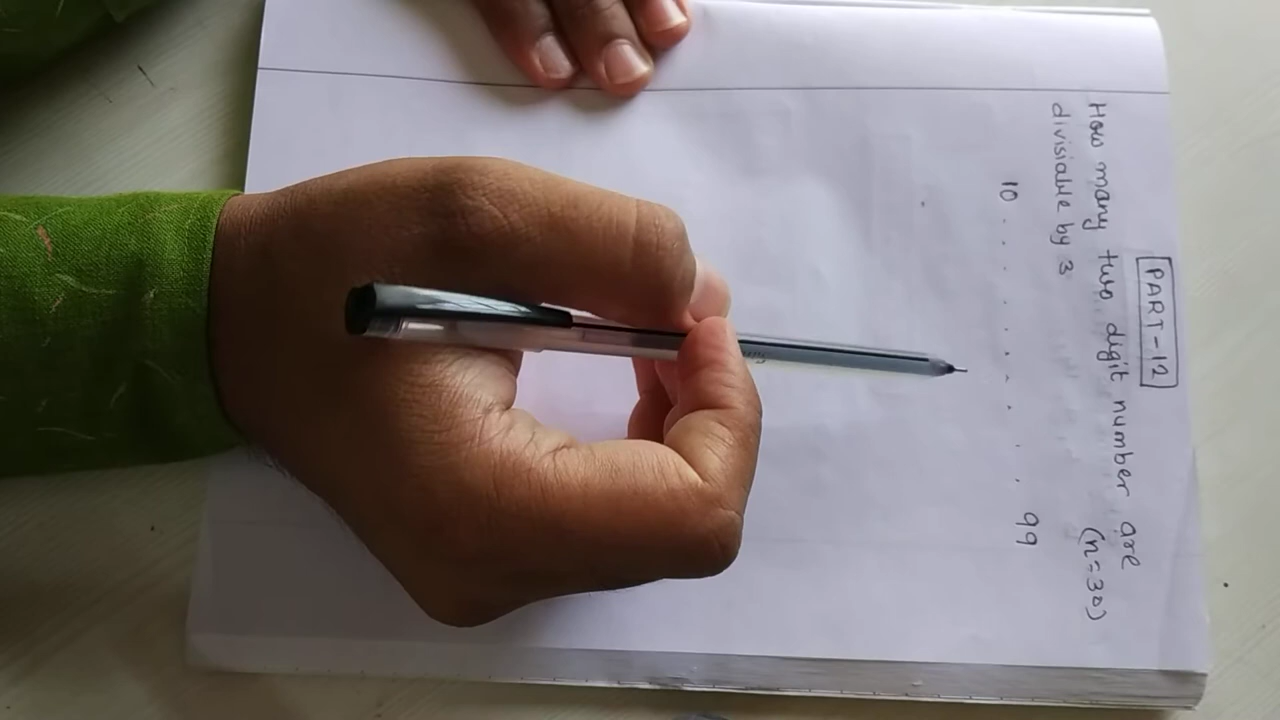 PART-12
How many two digit number are
divisiable by 3 (n=30)
10 . . . . . . . . 99